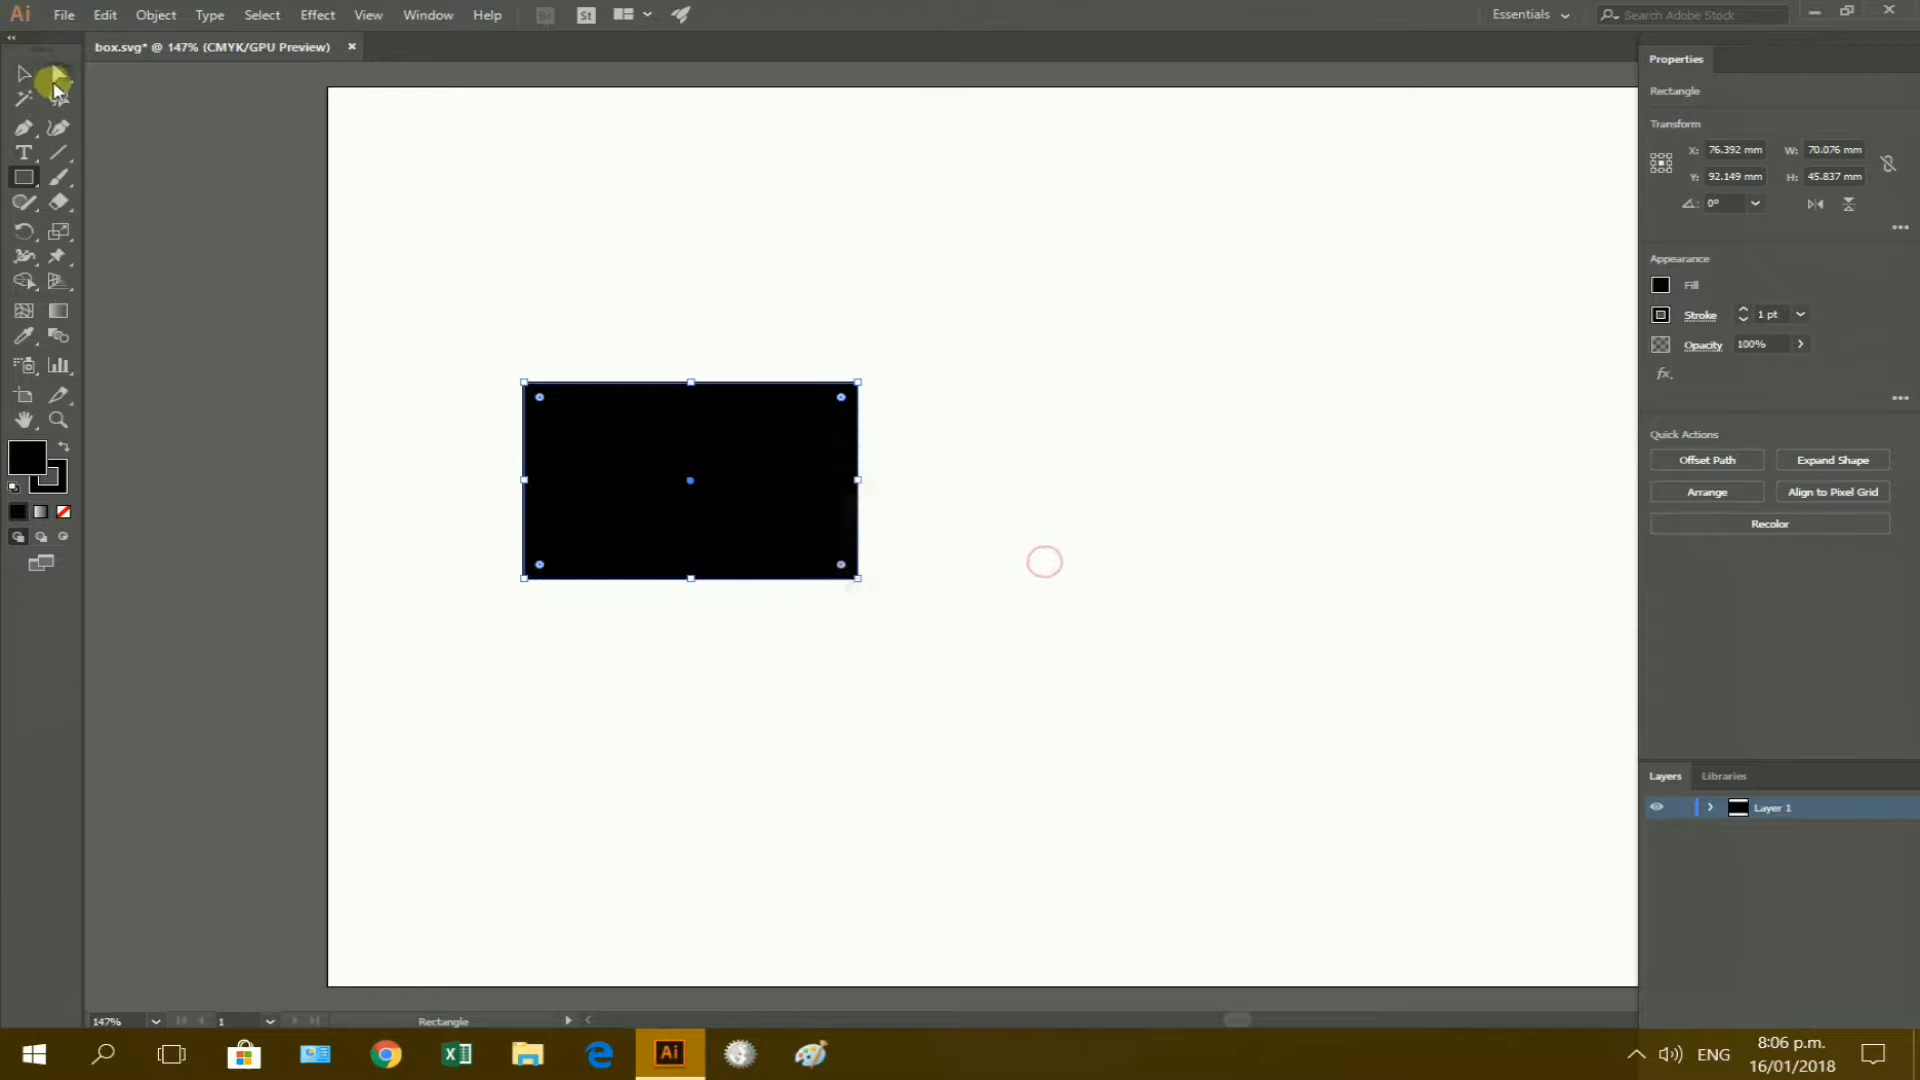 Ai File Edit Object Type Select Effect View Window Help Br St Essentials Search Adobe Stock
box.svg* @ 147% (CMYK/GPU Preview)
Properties
Rectangle
Transform
X: 76.392 mm W: 70.076 mm
Y: 92.149 mm H: 45.837 mm
0°
Appearance
Fill
Stroke 1 pt
Opacity 100%
fx.
Quick Actions
Offset Path Expand Shape
Arrange Align to Pixel Grid
Recolor
Layers Libraries
Layer 1
147% 1 Rectangle
Ai ENG 8:06 p.m.
16/01/2018